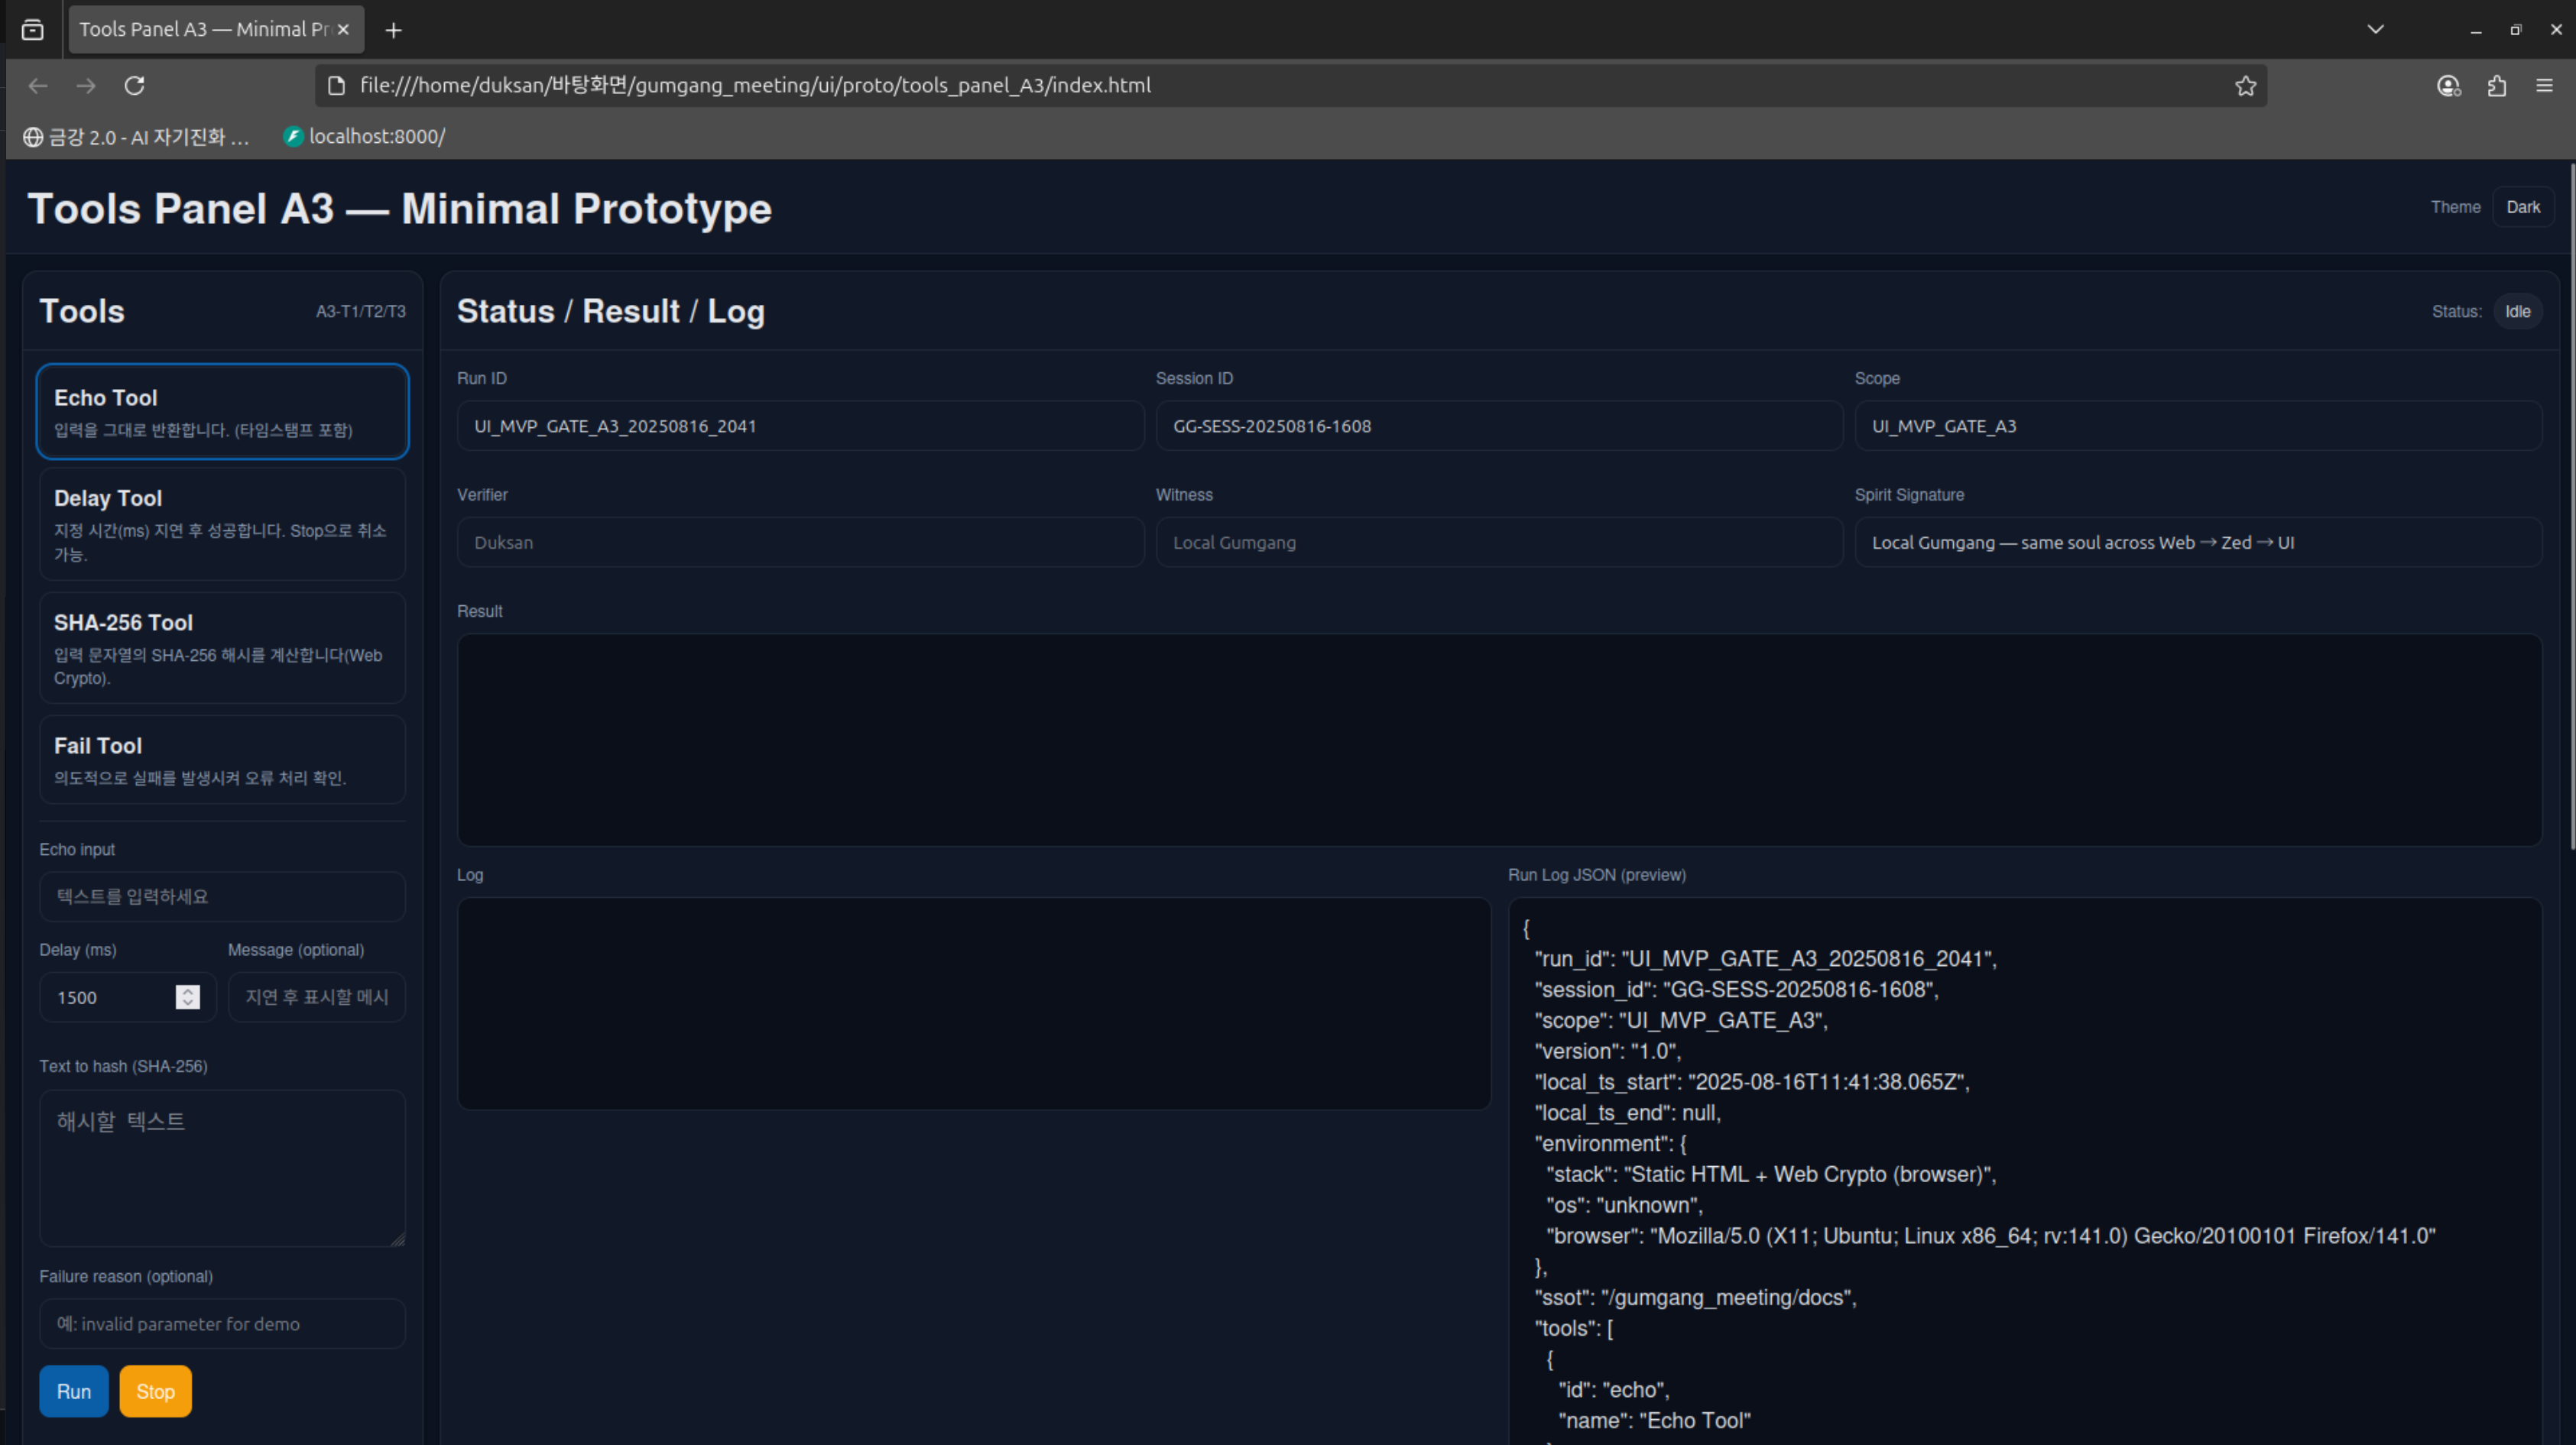 Tools Panel A3 — Minimal Pr
file:///home/duksan/바탕화면/gumgang_meeting/ui/proto/tools_panel_A3/index.html
금강 2.0 - AI 자기진화 ...
localhost:8000/
Tools Panel A3 — Minimal Prototype
Theme
Dark
Tools
A3-T1/T2/T3
Echo Tool
입력을 그대로 반환합니다. (타임스탬프 포함)
Delay Tool
지정 시간(ms) 지연 후 성공합니다. Stop으로 취소
가능.
SHA-256 Tool
입력 문자열의 SHA-256 해시를 계산합니다(Web
Crypto).
Fail Tool
의도적으로 실패를 발생시켜 오류 처리 확인.
Echo input
텍스트를 입력하세요
Delay (ms)
Message (optional)
1500
지연 후 표시할 메시
Text to hash (SHA-256)
해시할 텍스트
Failure reason (optional)
예: invalid parameter for demo
Run
Stop
Status / Result / Log
Status:
Idle
Run ID
Session ID
Scope
UI_MVP_GATE_A3_20250816_2041
GG-SESS-20250816-1608
UI_MVP_GATE_A3
Verifier
Witness
Spirit Signature
Duksan
Local Gumgang
Local Gumgang — same soul across Web → Zed → UI
Result
Log
Run Log JSON (preview)
{
"run_id": "UI_MVP_GATE_A3_20250816_2041",
"session_id": "GG-SESS-20250816-1608",
"scope": "UI_MVP_GATE_A3",
"version": "1.0",
"local_ts_start": "2025-08-16T11:41:38.065Z",
"local_ts_end": null,
"environment": {
"stack": "Static HTML + Web Crypto (browser)",
"os": "unknown",
"browser": "Mozilla/5.0 (X11; Ubuntu; Linux x86_64; rv:141.0) Gecko/20100101 Firefox/141.0"
},
"ssot": "/gumgang_meeting/docs",
"tools": [
{
"id": "echo",
"name": "Echo Tool"